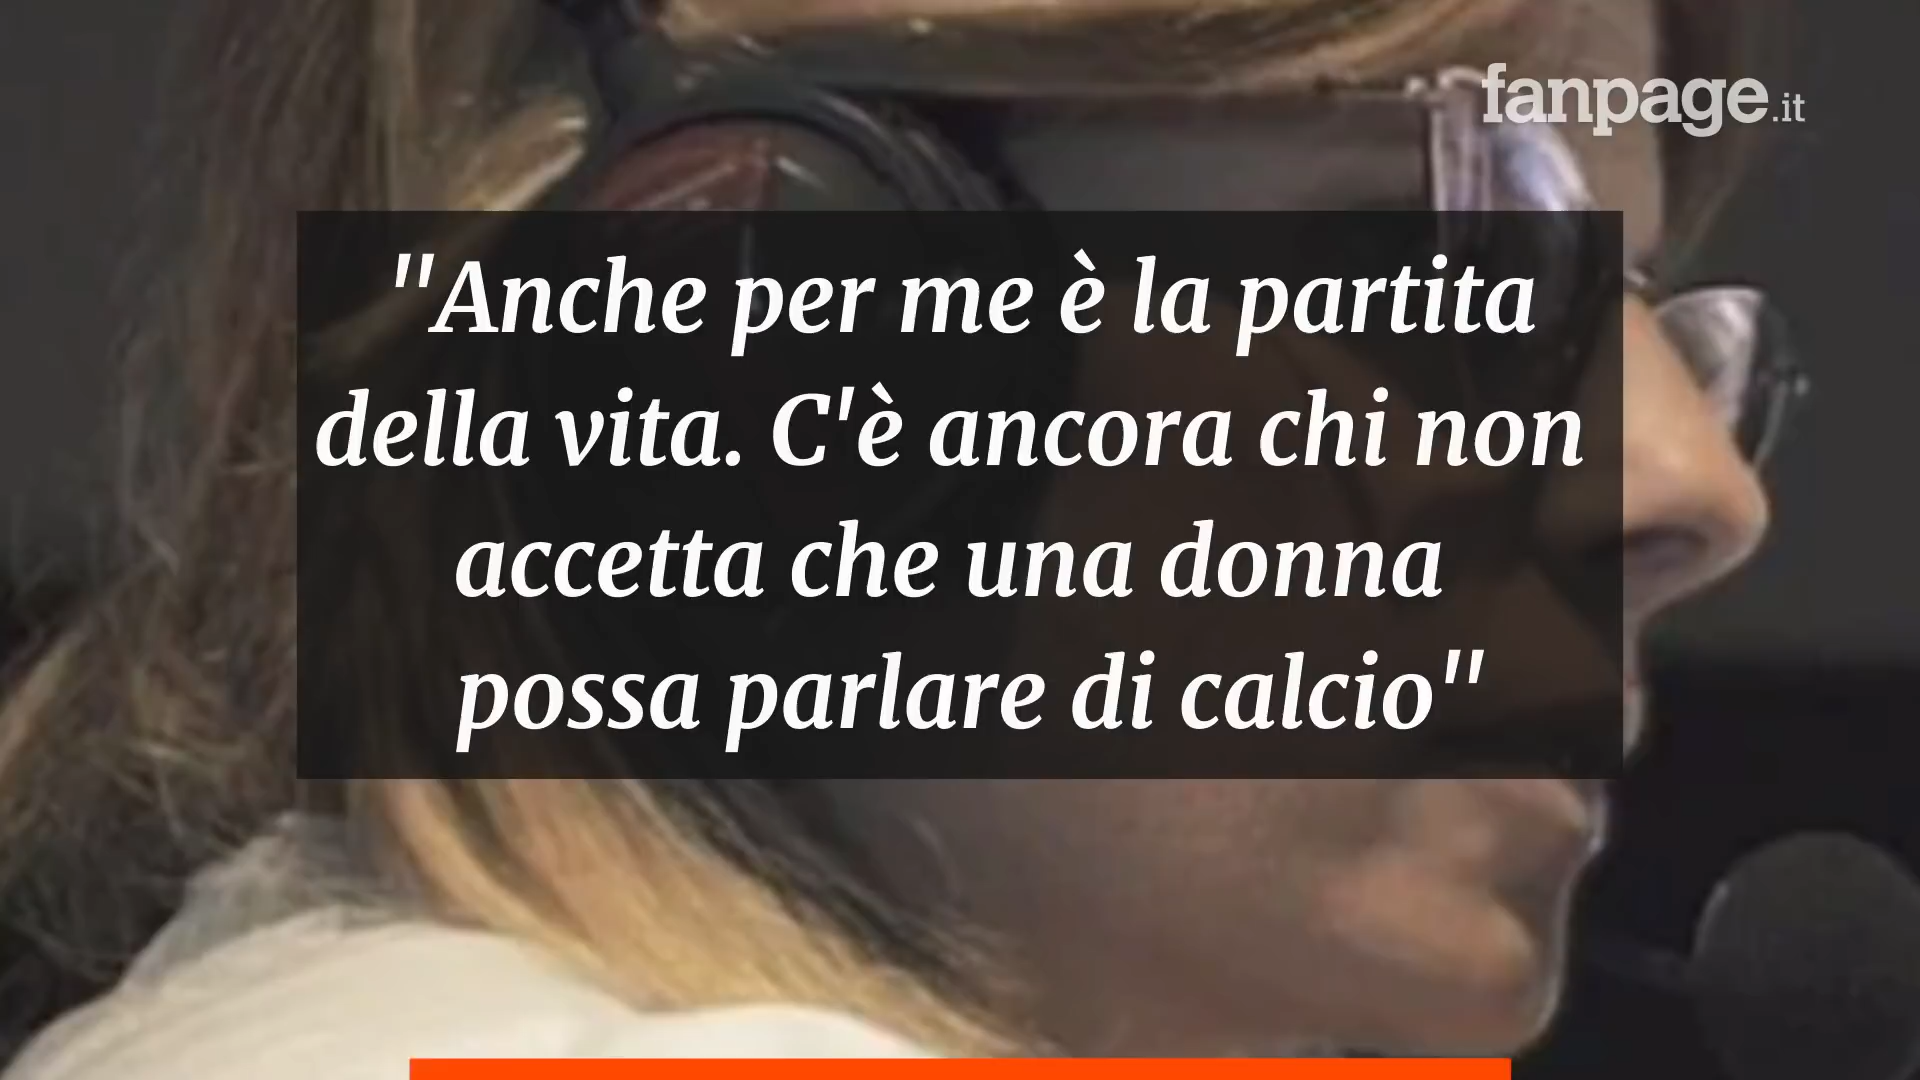 fanpage.it
"Anche per me è la partita
della vita. C'è ancora chi non
accetta che una donna
possa parlare di calcio"